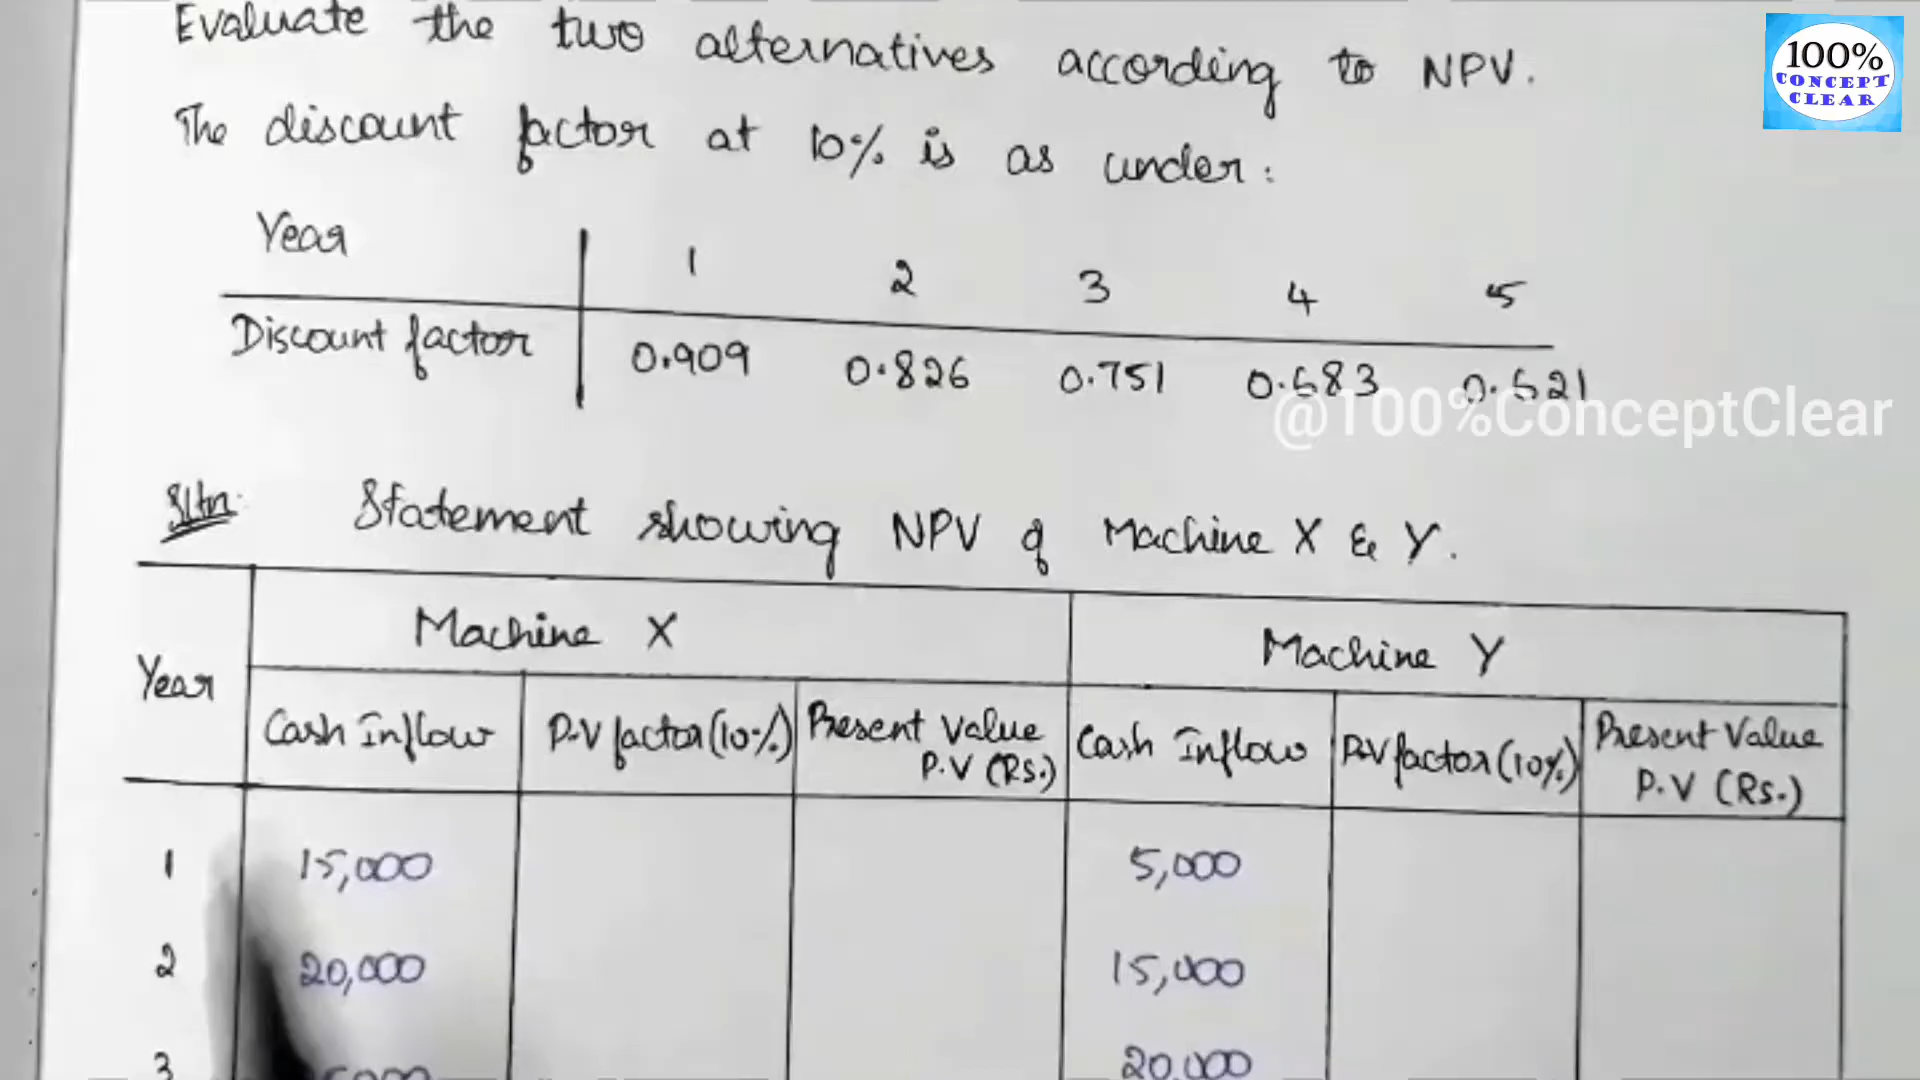 Evaluate the two alternatives according to NPV.
100%
CONCEPT
CLEAR
The discount factor at 10% is as under:
Year 1 2 3 4 5
Discount factor 0.909 0.826 0.751 0.683 0.621
@100%ConceptClear
Sltn: Statement showing NPV of Machine X & Y.
Year Machine X Machine Y
Cash Inflow P.V factor (10%) Present Value P.V (Rs.) Cash Inflow P.V factor (10%) Present Value P.V (Rs.)
1 15,000 5,000
2 20,000 15,000
3 20,000